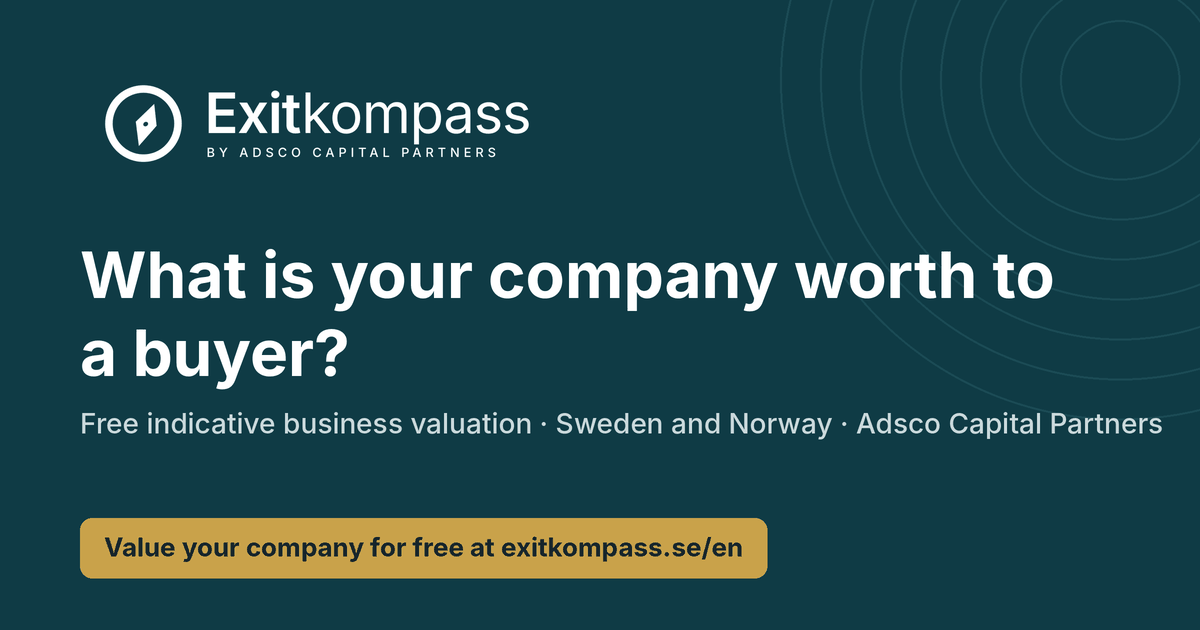 Exitkompass
BY ADSCO CAPITAL PARTNERS
What is your company worth to
a buyer?
Free indicative business valuation · Sweden and Norway · Adsco Capital Partners
Value your company for free at exitkompass.se/en